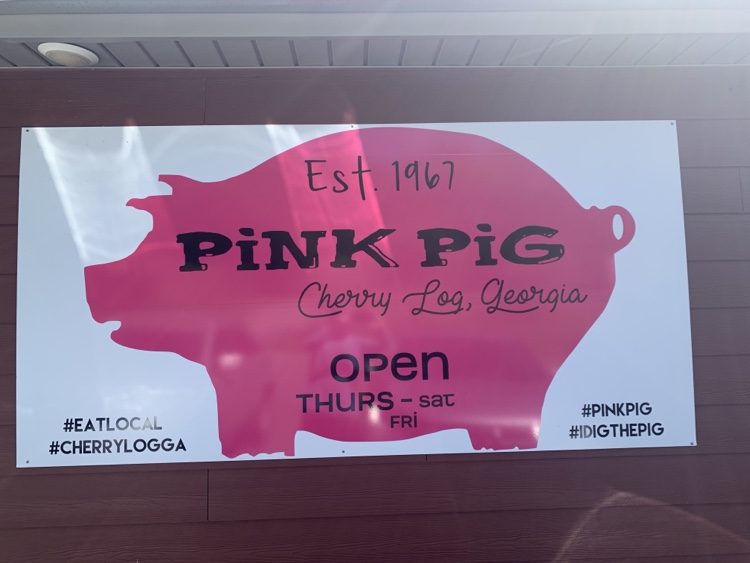 Est. 1967
PiNK PiG
Cherry Log, Georgia
OPEN
THURS - sat
FRi
#EATLOCAL
#CHERRYLOGGA
#PINKPIG
#IDIGTHEPIG